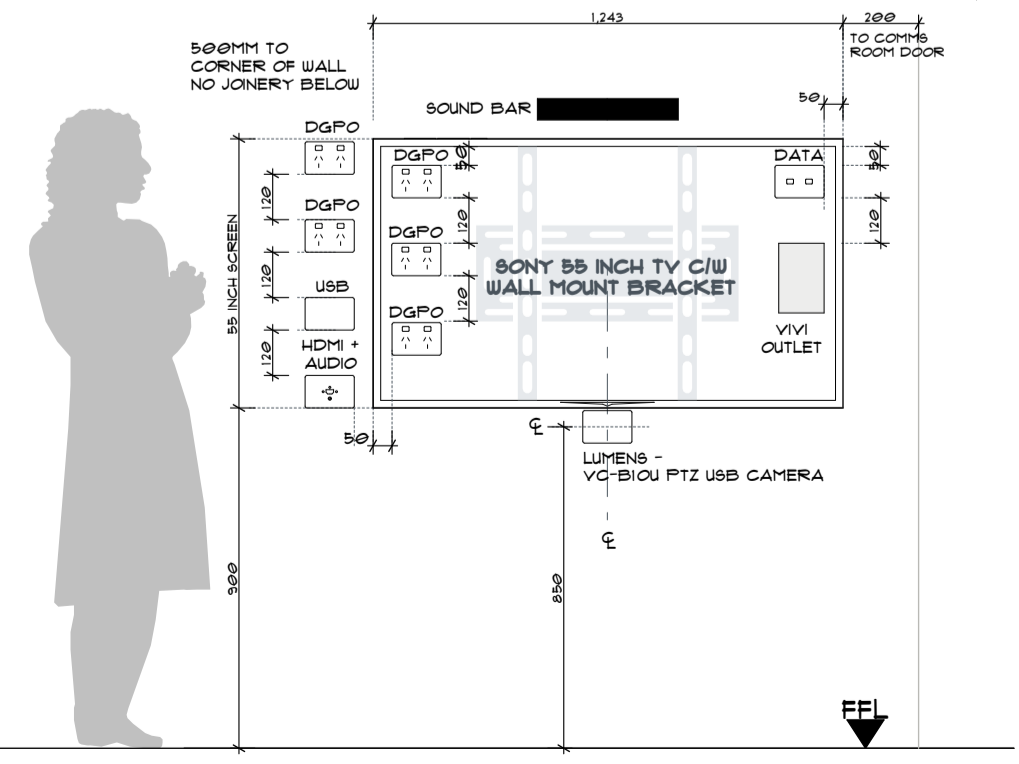 1,243
200
TO COMMS
ROOM DOOR
500MM TO
CORNER OF WALL
NO JOINERY BELOW
50
SOUND BAR
DGPO
DGPO
50
DATA
50
120
DGPO
120
DGPO
120
120
55 INCH SCREEN
SONY 55 INCH TV C/W
WALL MOUNT BRACKET
120
USB
120
DGPO
VIVI
OUTLET
HDMI +
AUDIO
120
50
℄
LUMENS -
VC-B10U PTZ USB CAMERA
℄
900
850
FFL